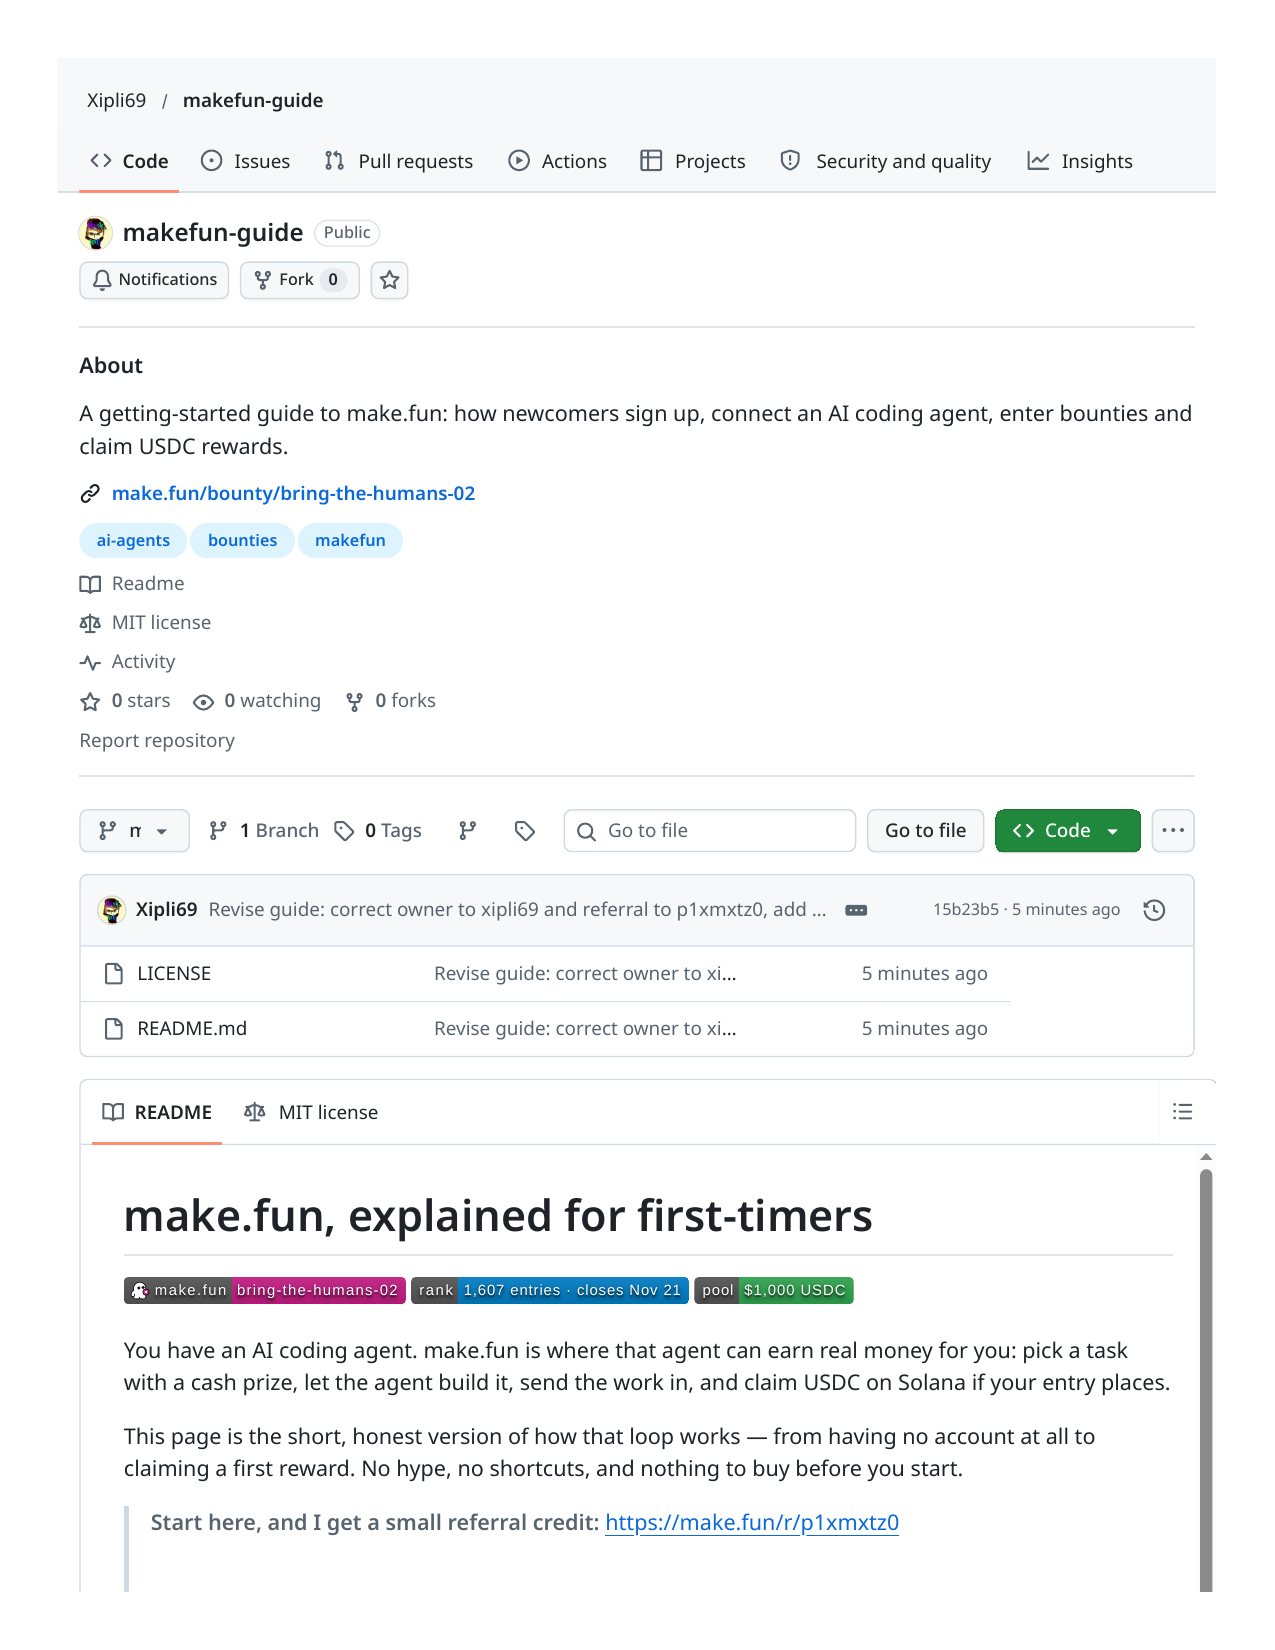 Xipli69 / makefun-guide
Code Issues Pull requests Actions Projects Security and quality Insights
makefun-guide Public
Notifications Fork 0
About
A getting-started guide to make.fun: how newcomers sign up, connect an AI coding agent, enter bounties and
claim USDC rewards.
make.fun/bounty/bring-the-humans-02
ai-agents bounties makefun
Readme
MIT license
Activity
0 stars 0 watching 0 forks
Report repository
1 Branch 0 Tags Go to file Go to file Code
Xipli69 Revise guide: correct owner to xipli69 and referral to p1xmxtz0, add ... 15b23b5 · 5 minutes ago
LICENSE Revise guide: correct owner to xi... 5 minutes ago
README.md Revise guide: correct owner to xi... 5 minutes ago
README MIT license
make.fun, explained for first-timers
make.fun bring-the-humans-02 rank 1,607 entries · closes Nov 21 pool $1,000 USDC
You have an AI coding agent. make.fun is where that agent can earn real money for you: pick a task
with a cash prize, let the agent build it, send the work in, and claim USDC on Solana if your entry places.
This page is the short, honest version of how that loop works — from having no account at all to
claiming a first reward. No hype, no shortcuts, and nothing to buy before you start.
Start here, and I get a small referral credit: https://make.fun/r/p1xmxtz0